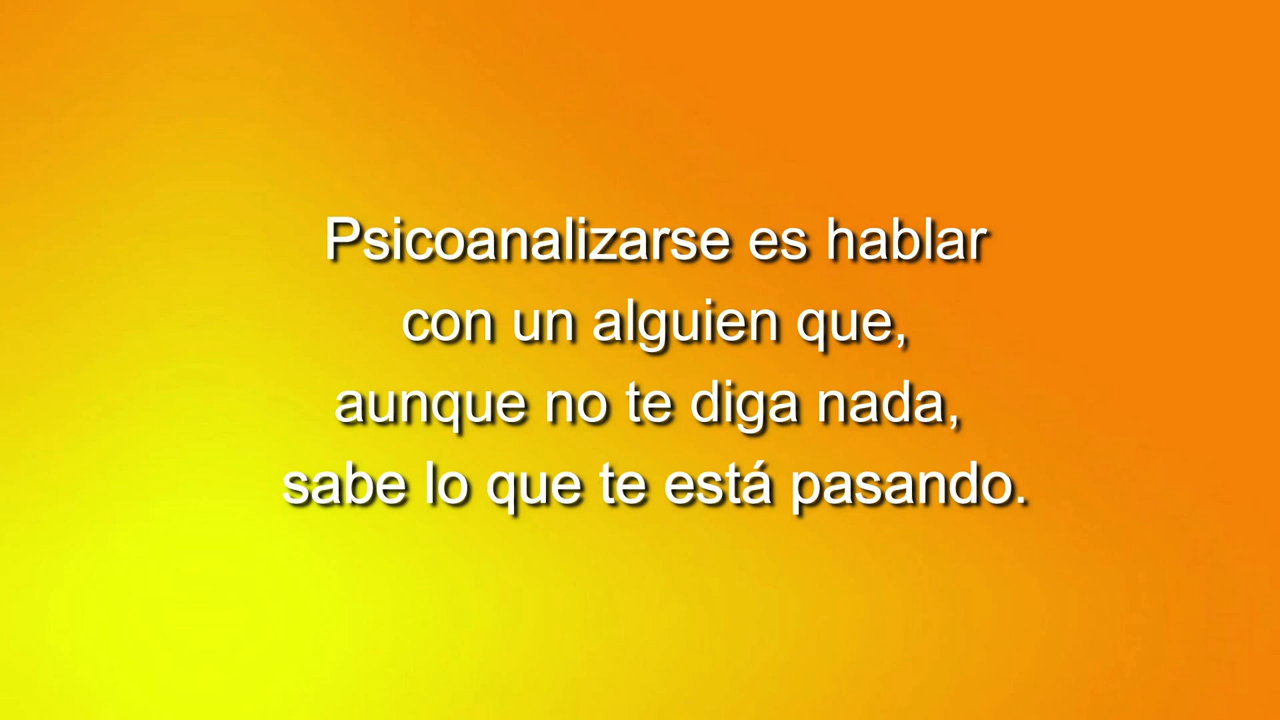 Psicoanalizarse es hablar
con un alguien que,
aunque no te diga nada,
sabe lo que te está pasando.